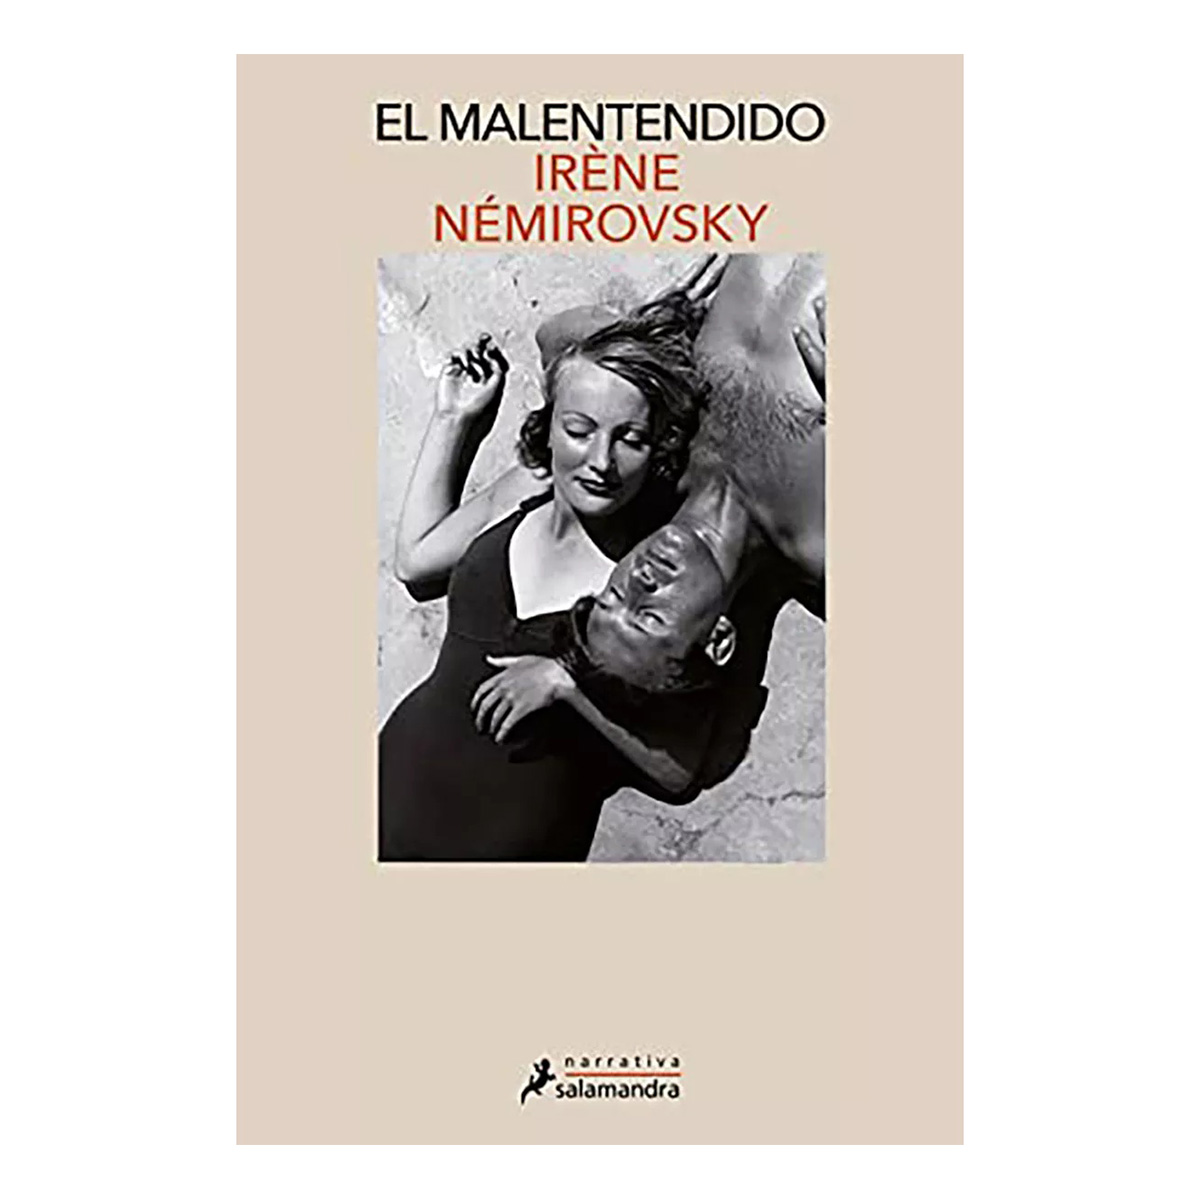 EL MALENTENDIDO
IRÈNE
NÉMIROVSKY
narrativa
salamandra